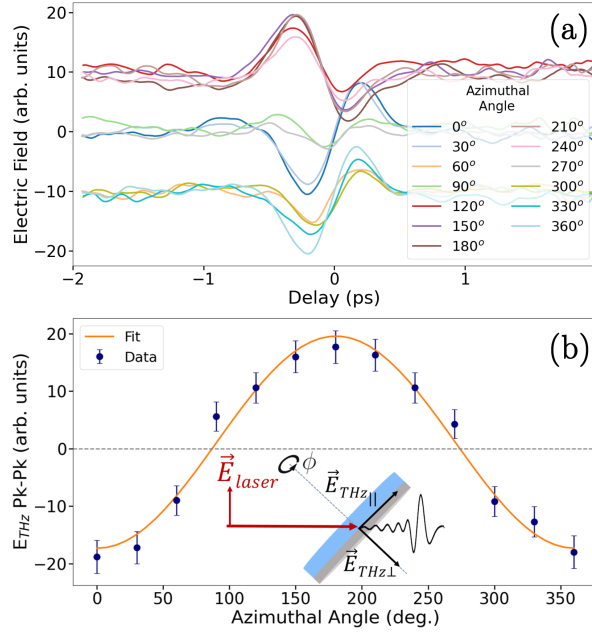 (a)
Electric Field (arb. units)
20
10
0
−10
−20
Azimuthal
Angle
0°
30°
60°
90°
120°
150°
180°
210°
240°
270°
300°
330°
360°
−2
−1
0
1
Delay (ps)
(b)
E_THz Pk-Pk (arb. units)
20
10
0
−10
−20
Fit
Data
E⃗_laser
ϕ
E⃗_THz||
E⃗_THz⊥
0
50
100
150
200
250
300
350
Azimuthal Angle (deg.)